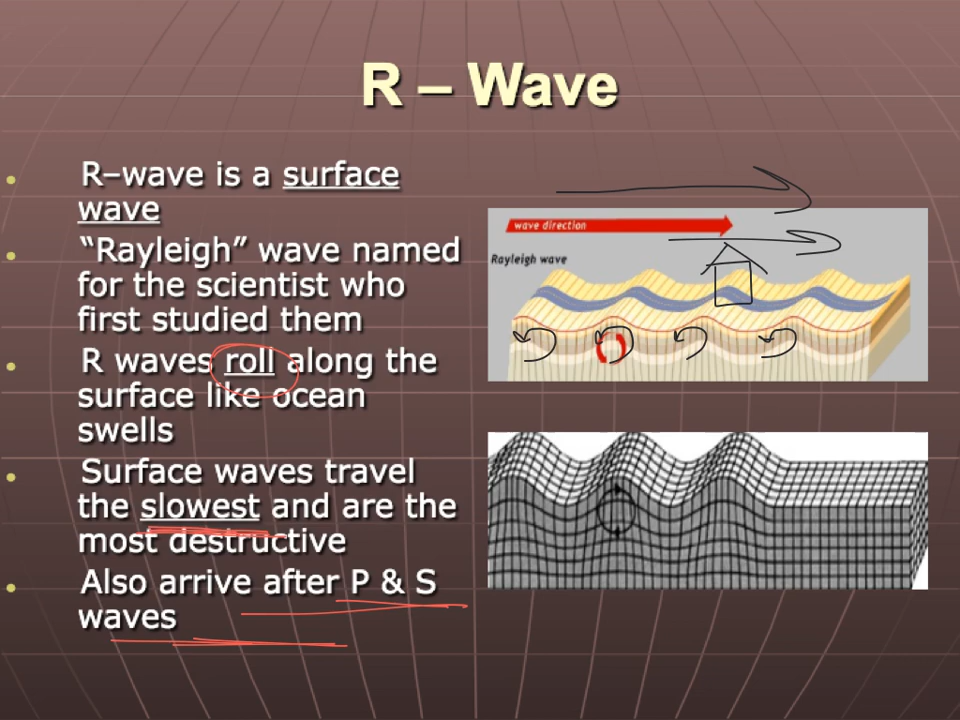 R – Wave
R–wave is a surface
wave
“Rayleigh” wave named
for the scientist who
first studied them
R waves roll along the
surface like ocean
swells
Surface waves travel
the slowest and are the
most destructive
Also arrive after P & S
waves
wave direction
Rayleigh wave